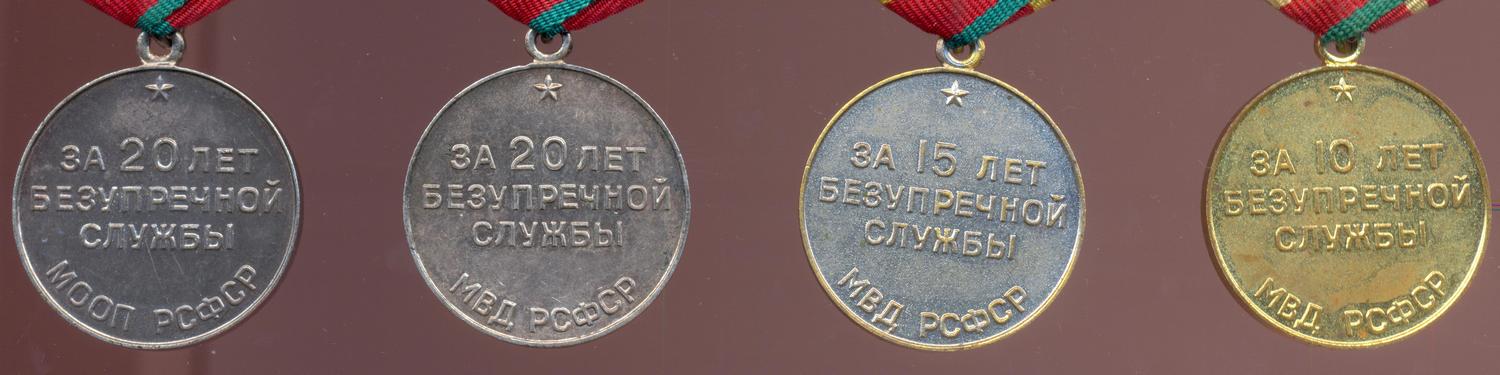 ЗА 20 ЛЕТ
БЕЗУПРЕЧНОЙ
СЛУЖБЫ
МООП РСФСР
ЗА 20 ЛЕТ
БЕЗУПРЕЧНОЙ
СЛУЖБЫ
МВД РСФСР
ЗА 15 ЛЕТ
БЕЗУПРЕЧНОЙ
СЛУЖБЫ
МВД РСФСР
ЗА 10 ЛЕТ
БЕЗУПРЕЧНОЙ
СЛУЖБЫ
МВД РСФСР